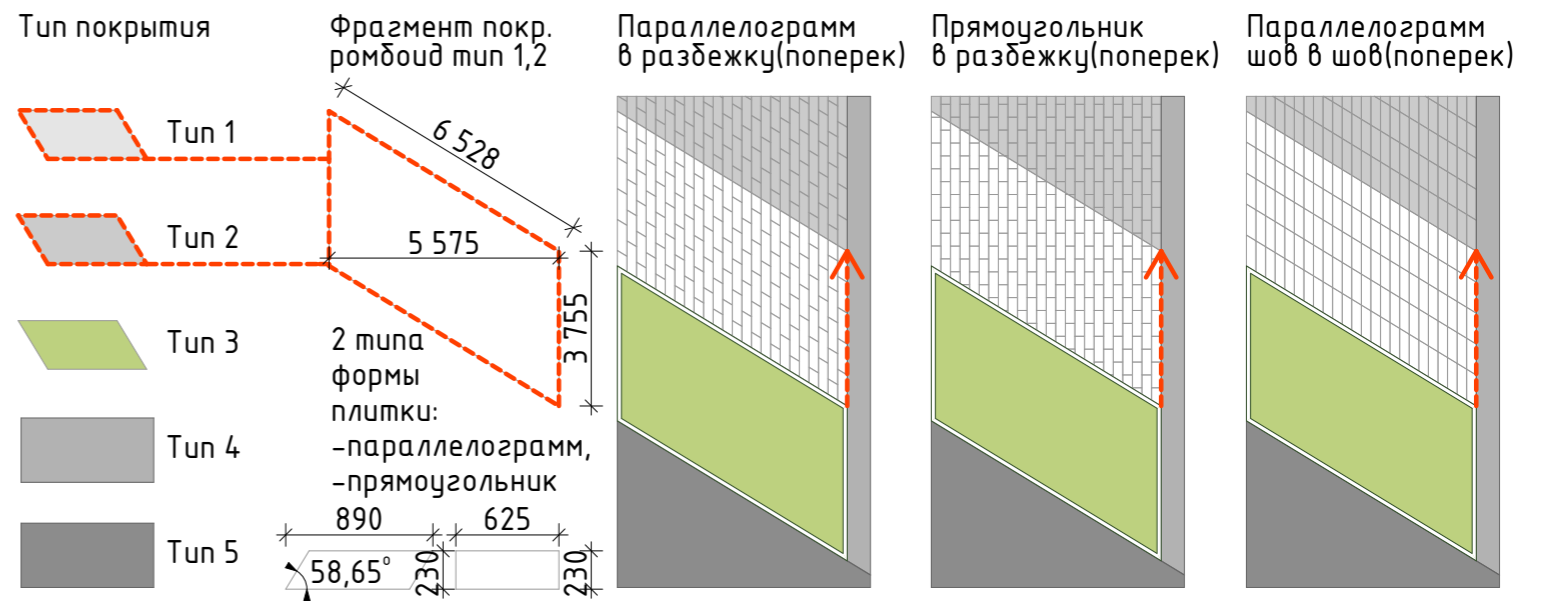 Тип покрытия
Тип 1
Тип 2
Тип 3
Тип 4
Тип 5
Фрагмент покр.
ромбоид тип 1,2
6 528
5 575
3 755
2 типа
формы
плитки:
-параллелограмм,
-прямоугольник
890
625
58,65°
230
230
Параллелограмм
в разбежку(поперек)
Прямоугольник
в разбежку(поперек)
Параллелограмм
шов в шов(поперек)